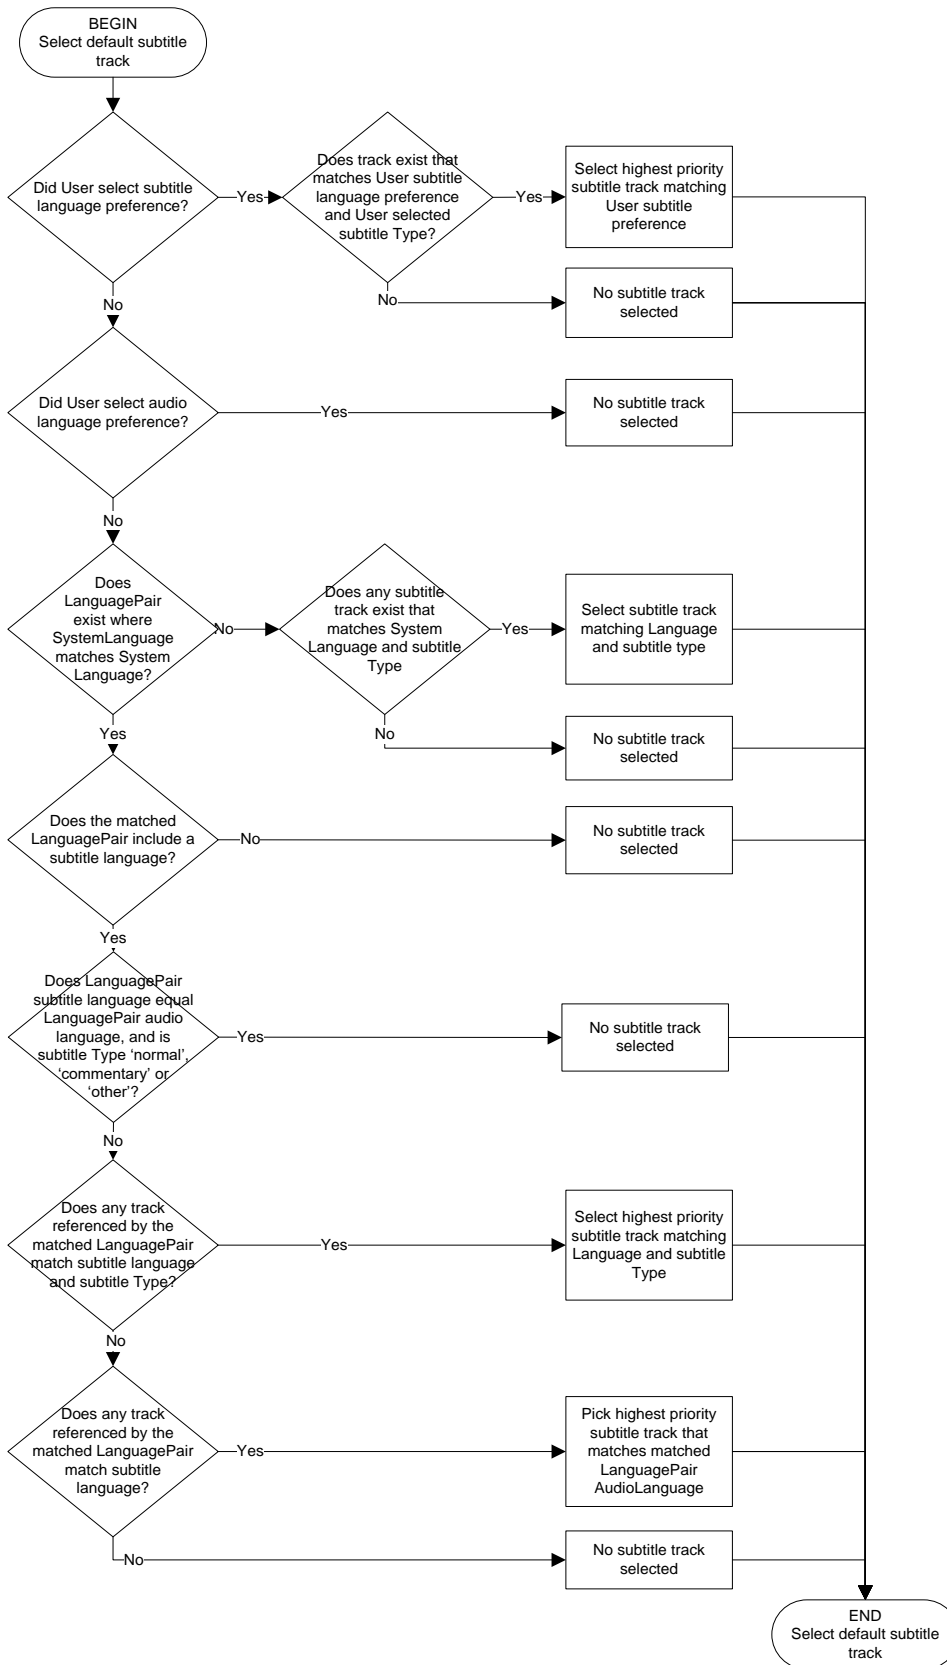 BEGIN
Select default subtitle
track
Did User select subtitle
language preference?
Yes
Does track exist that
matches User subtitle
language preference
and User selected
subtitle Type?
Yes
Select highest priority
subtitle track matching
User subtitle
preference
No
No subtitle track
selected
No
Did User select audio
language preference?
Yes
No subtitle track
selected
No
Does
LanguagePair
exist where
SystemLanguage
matches System
Language?
No
Does any subtitle
track exist that
matches System
Language and subtitle
Type
Yes
Select subtitle track
matching Language
and subtitle type
No
No subtitle track
selected
Yes
Does the matched
LanguagePair include a
subtitle language?
No
No subtitle track
selected
Yes
Does LanguagePair
subtitle language equal
LanguagePair audio
language, and is
subtitle Type ‘normal’,
‘commentary’ or
‘other’?
Yes
No subtitle track
selected
No
Does any track
referenced by the
matched LanguagePair
match subtitle language
and subtitle Type?
Yes
Select highest priority
subtitle track matching
Language and subtitle
Type
No
Does any track
referenced by the
matched LanguagePair
match subtitle
language?
Yes
Pick highest priority
subtitle track that
matches matched
LanguagePair
AudioLanguage
No
No subtitle track
selected
END
Select default subtitle
track